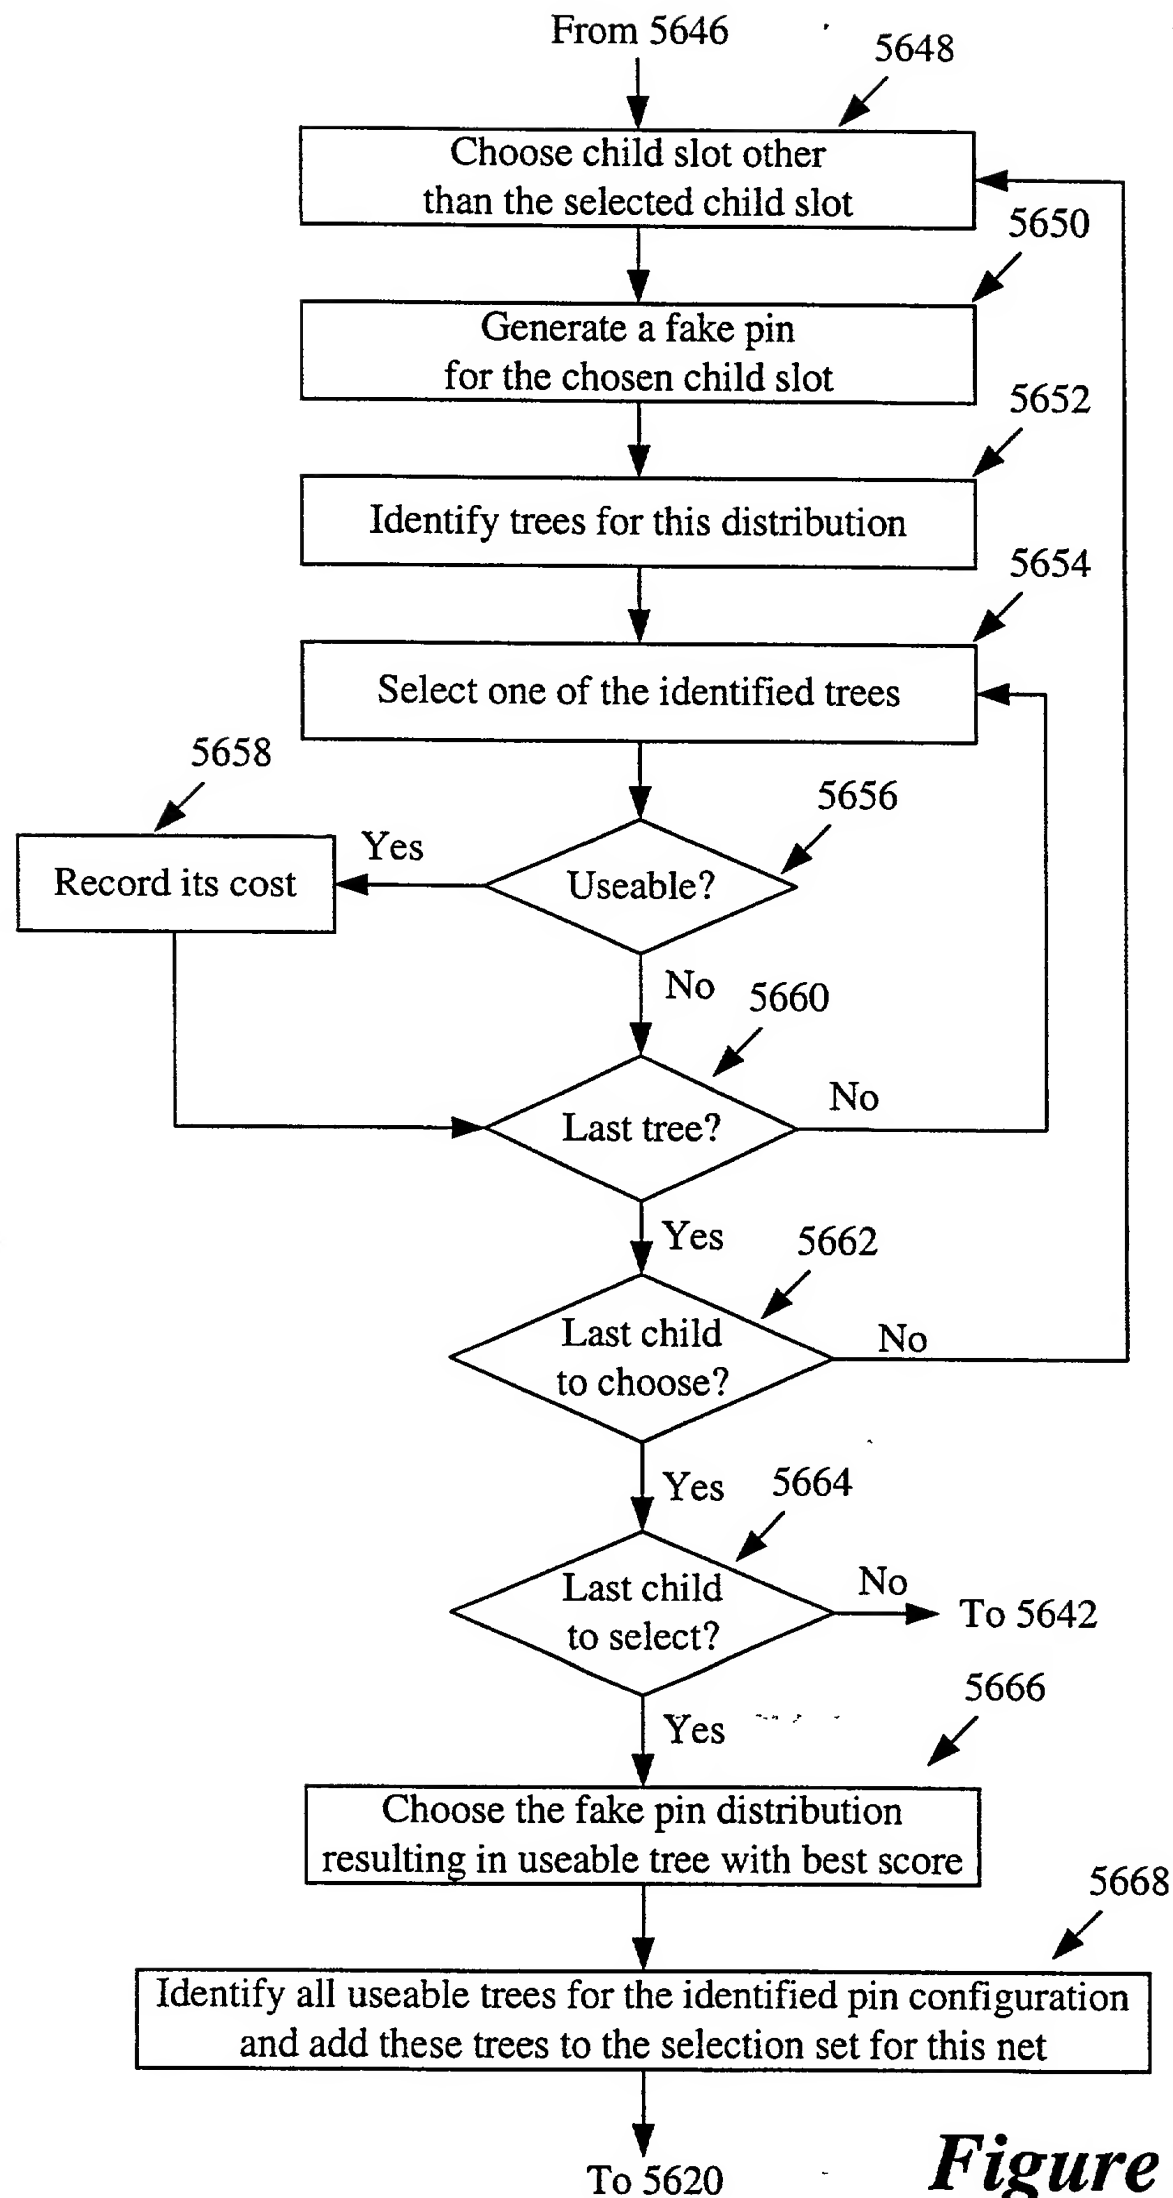 From 5646
5648
Choose child slot other
than the selected child slot
5650
Generate a fake pin
for the chosen child slot
5652
Identify trees for this distribution
5654
Select one of the identified trees
5658
5656
Record its cost
Yes
Useable?
No
5660
Last tree?
No
Yes
5662
Last child
to choose?
No
Yes
5664
Last child
to select?
No
To 5642
5666
Yes
Choose the fake pin distribution
resulting in useable tree with best score
5668
Identify all useable trees for the identified pin configuration
and add these trees to the selection set for this net
To 5620
Figure